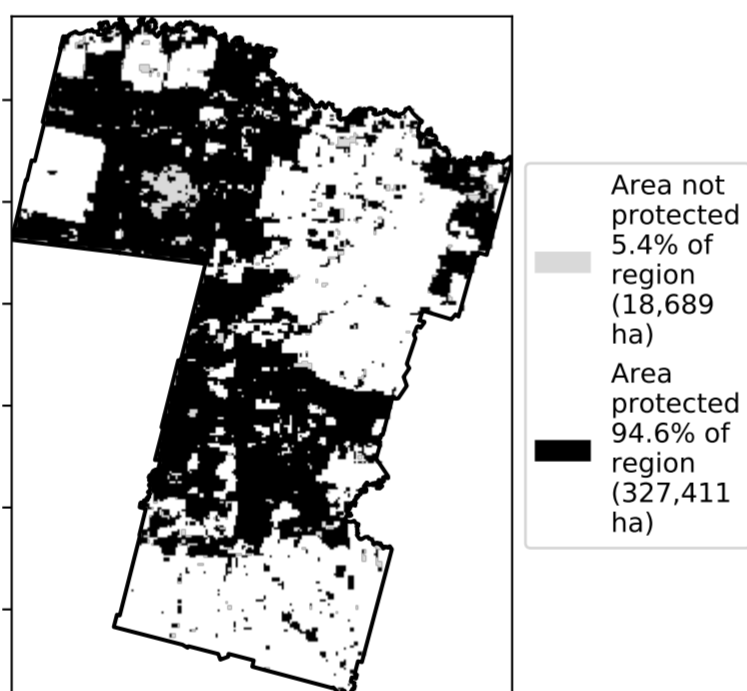 Area not
protected
5.4% of
region
(18,689
ha)
Area
protected
94.6% of
region
(327,411
ha)